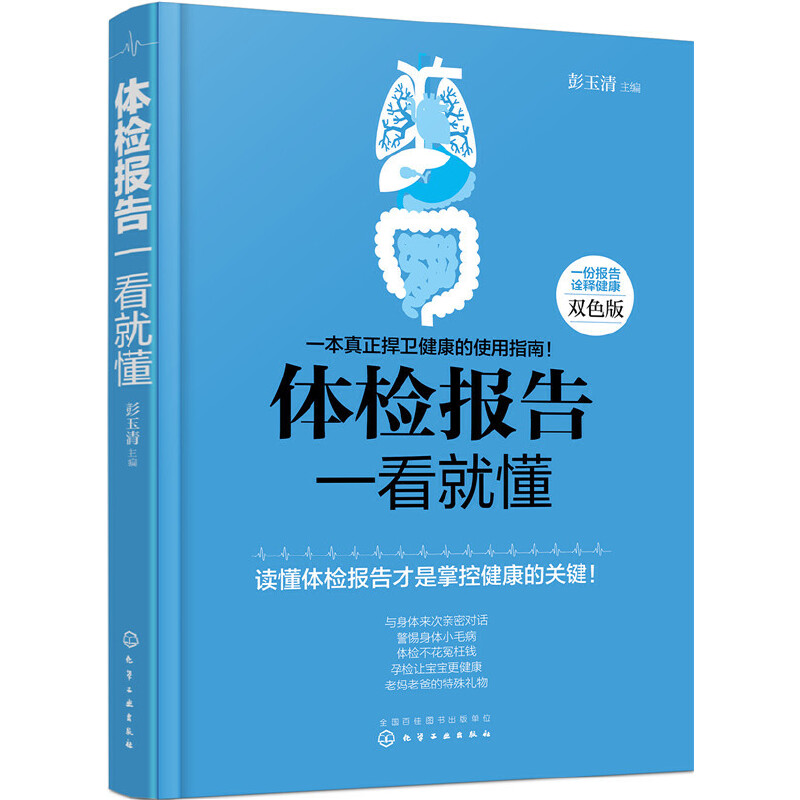 体检报告 一看就懂
彭玉清 主编
化学工业出版社
彭玉清 主编
一份报告
诠释健康
双色版
一本真正捍卫健康的使用指南！
体检报告
一看就懂
读懂体检报告才是掌控健康的关键！
与身体来次亲密对话
警惕身体小毛病
体检不花冤枉钱
孕检让宝宝更健康
老妈老爸的特殊礼物
全国百佳图书出版单位
化学工业出版社